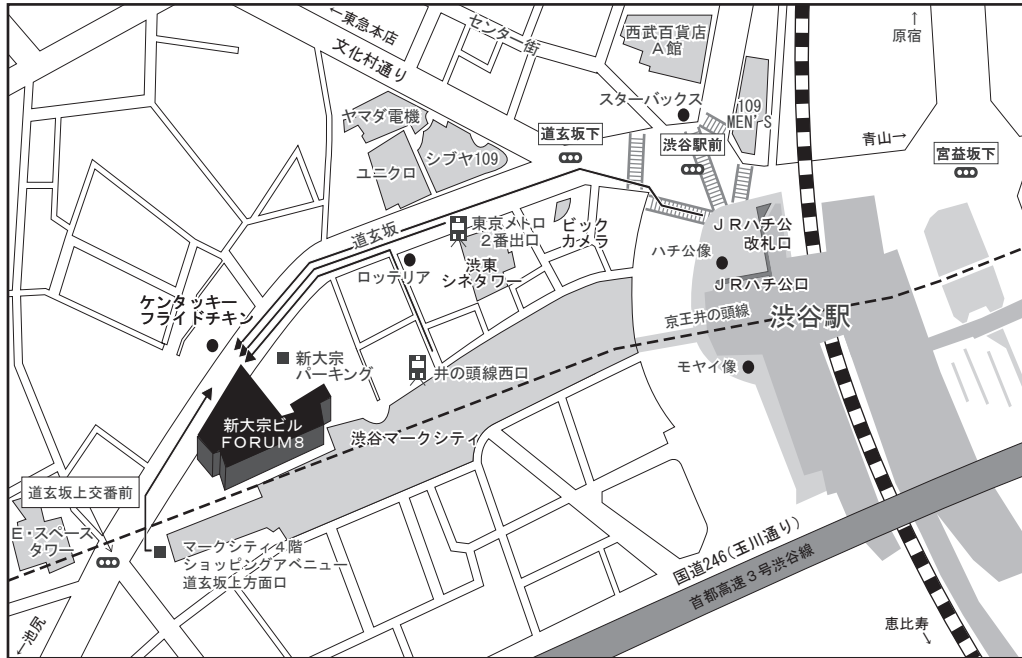 ←東急本店
文化村通り
センター街
西武百貨店
A館
↑
原宿
スターバックス
109
MEN'S
ヤマダ電機
道玄坂下
渋谷駅前
青山→
宮益坂下
シブヤ109
ユニクロ
道玄坂
東京メトロ
2番出口
ビック
カメラ
JRハチ公
改札口
ハチ公像
ロッテリア
渋東
シネタワー
JRハチ公口
ケンタッキー
フライドチキン
京王井の頭線
渋谷駅
新大宗
パーキング
井の頭線西口
モヤイ像
新大宗ビル
FORUM8
渋谷マークシティ
道玄坂上交番前
E・スペース
タワー
マークシティ4階
ショッピングアベニュー
道玄坂上方面口
国道246(玉川通り)
首都高速3号渋谷線
←池尻
恵比寿
↓